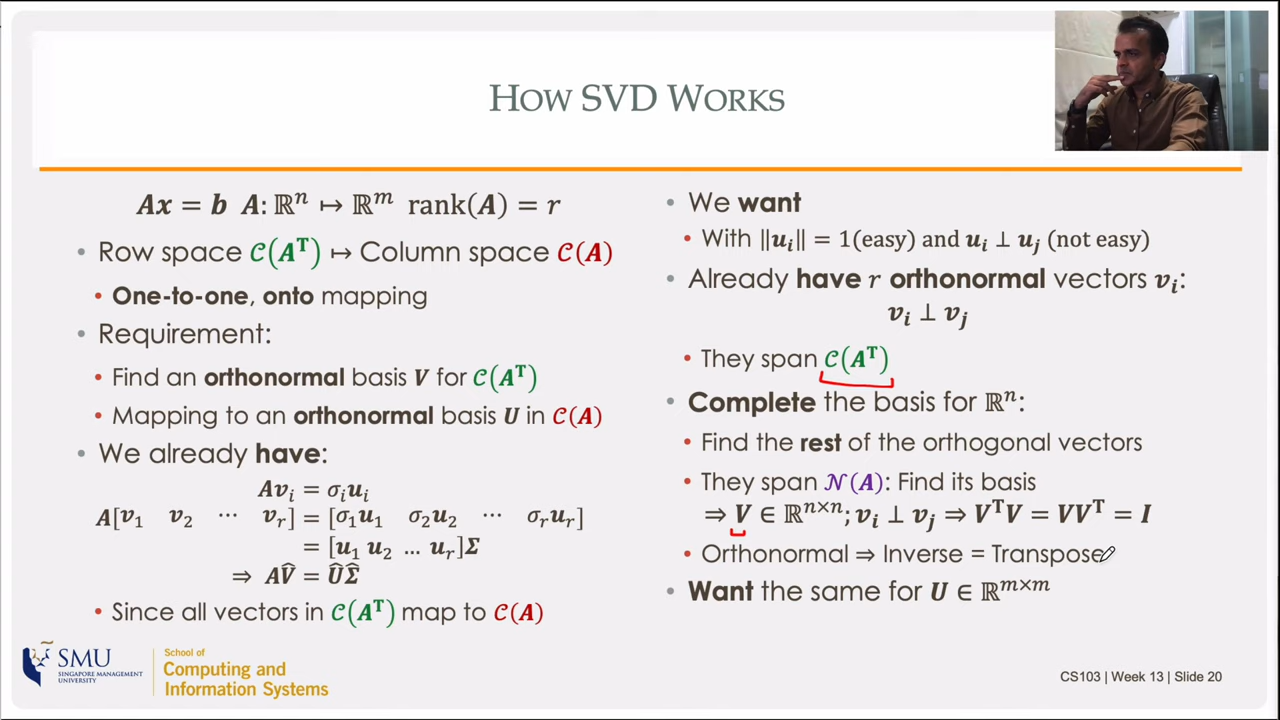 HOW SVD WORKS
Ax = b A: ℝⁿ ↦ ℝᵐ rank(A) = r
• Row space 𝒞(Aᵀ) ↦ Column space 𝒞(A)
• One-to-one, onto mapping
• Requirement:
• Find an orthonormal basis V for 𝒞(Aᵀ)
• Mapping to an orthonormal basis U in 𝒞(A)
• We already have:
Avᵢ = σᵢuᵢ
A[v₁ v₂ ⋯ vᵣ] = [σ₁u₁ σ₂u₂ ⋯ σᵣuᵣ]
= [u₁ u₂ … uᵣ]Σ
⇒ AV̂ = ÛΣ̂
• Since all vectors in 𝒞(Aᵀ) map to 𝒞(A)
• We want
• With ‖uᵢ‖ = 1(easy) and uᵢ ⊥ uⱼ (not easy)
• Already have r orthonormal vectors vᵢ:
vᵢ ⊥ vⱼ
• They span 𝒞(Aᵀ)
• Complete the basis for ℝⁿ:
• Find the rest of the orthogonal vectors
• They span 𝒩(A): Find its basis
⇒ V ∈ ℝⁿˣⁿ; vᵢ ⊥ vⱼ ⇒ VᵀV = VVᵀ = I
• Orthonormal ⇒ Inverse = Transpose
• Want the same for U ∈ ℝᵐˣᵐ
SMU
SINGAPORE MANAGEMENT
UNIVERSITY
School of
Computing and
Information Systems
CS103 | Week 13 | Slide 20